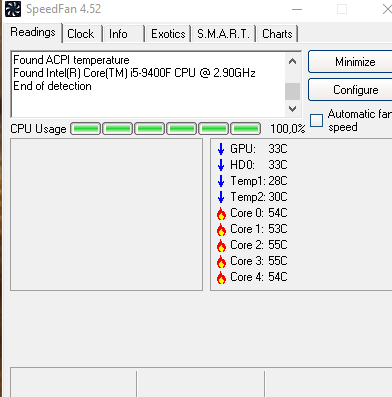 SpeedFan 4.52
Readings Clock Info Exotics S.M.A.R.T. Charts
Found ACPI temperature
Found Intel(R) Core(TM) i5-9400F CPU @ 2.90GHz
End of detection
Minimize
Configure
Automatic fan
speed
CPU Usage 100,0%
GPU: 33C
HD0: 33C
Temp1: 28C
Temp2: 30C
Core 0: 54C
Core 1: 53C
Core 2: 55C
Core 3: 55C
Core 4: 54C